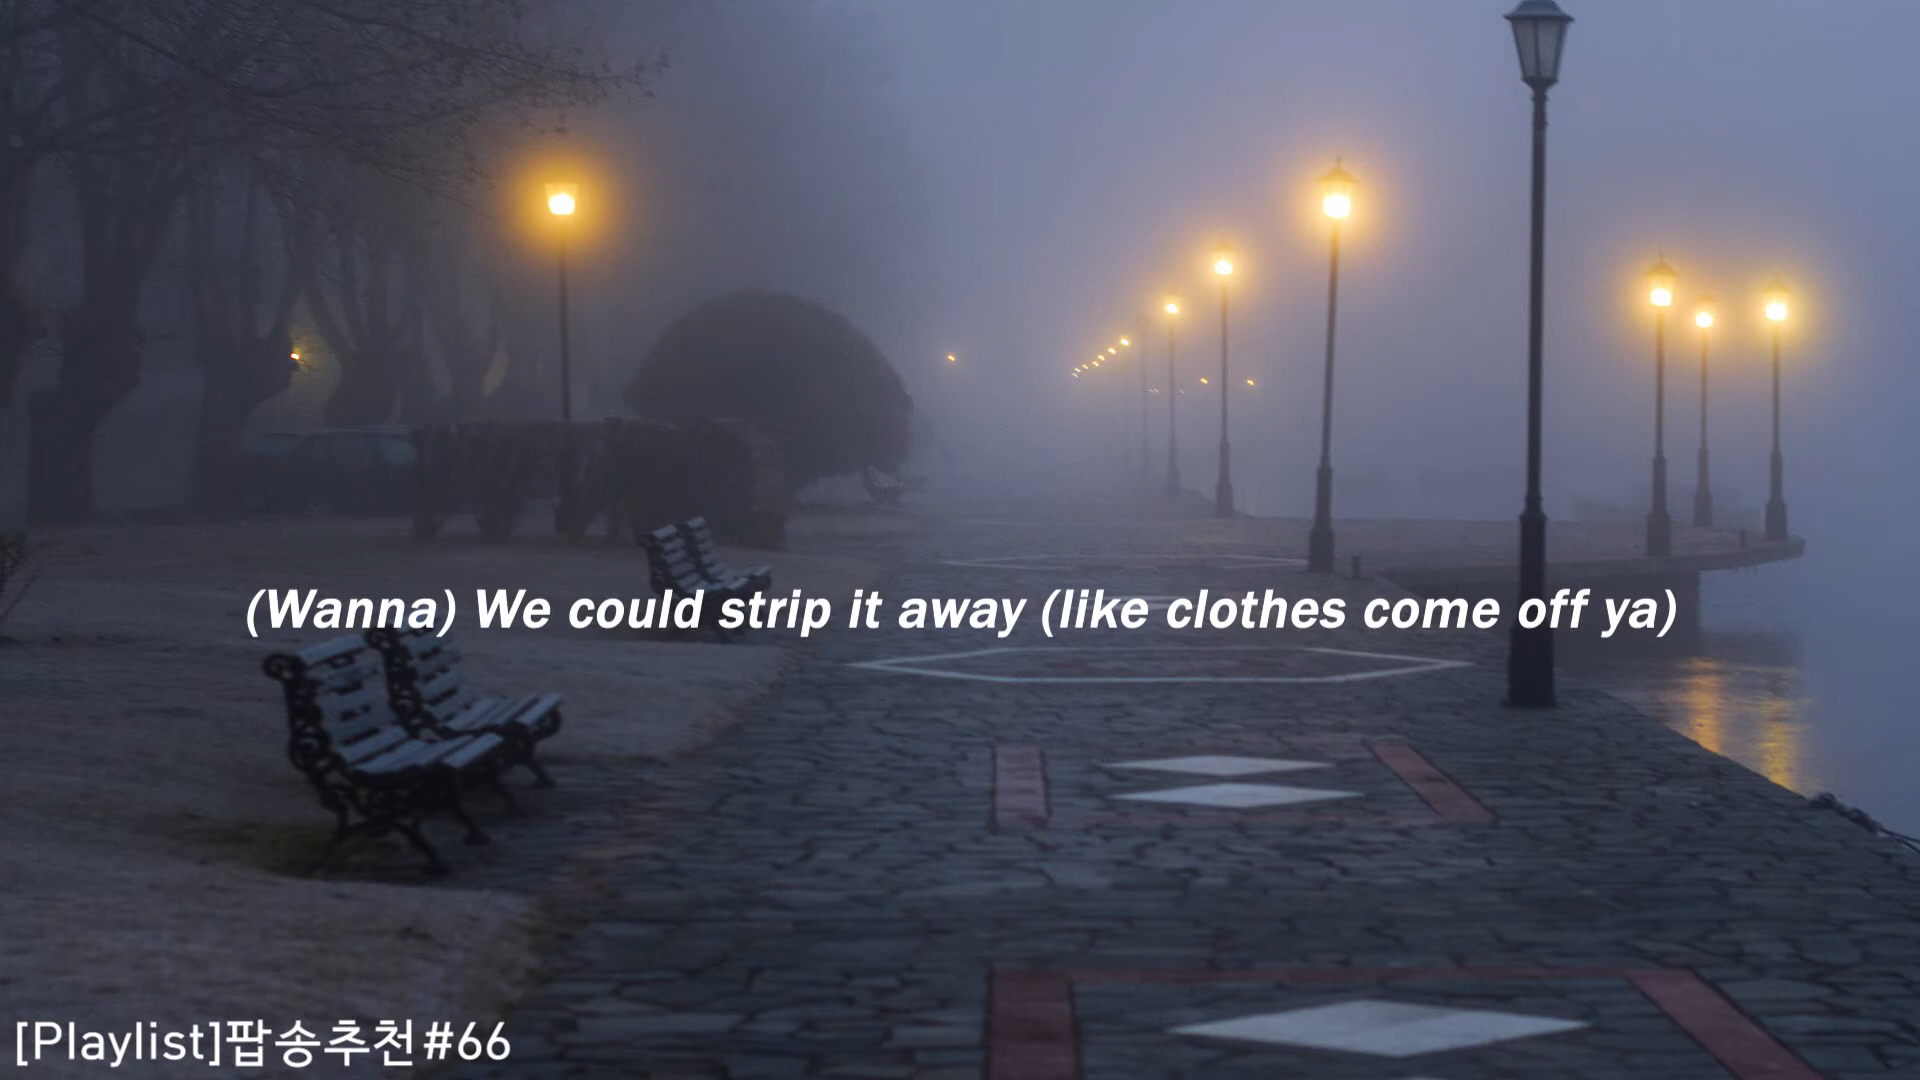 (Wanna) We could strip it away (like clothes come off ya)
[Playlist]팝송추천#66